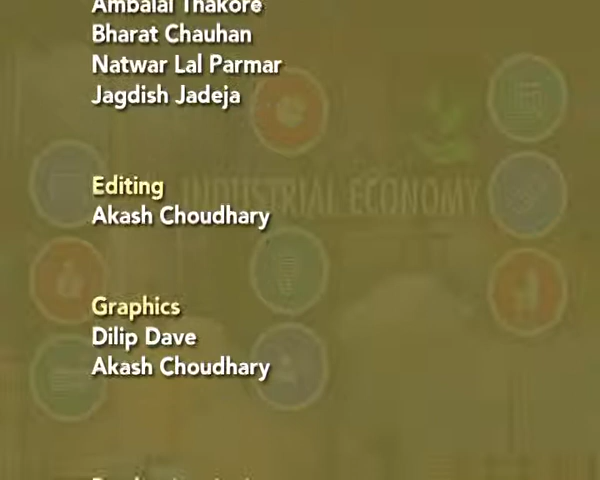 Ambalal Thakore
Bharat Chauhan
Natwar Lal Parmar
Jagdish Jadeja
Editing
INDUSTRIAL ECONOMY
Akash Choudhary
Graphics
Dilip Dave
Akash Choudhary